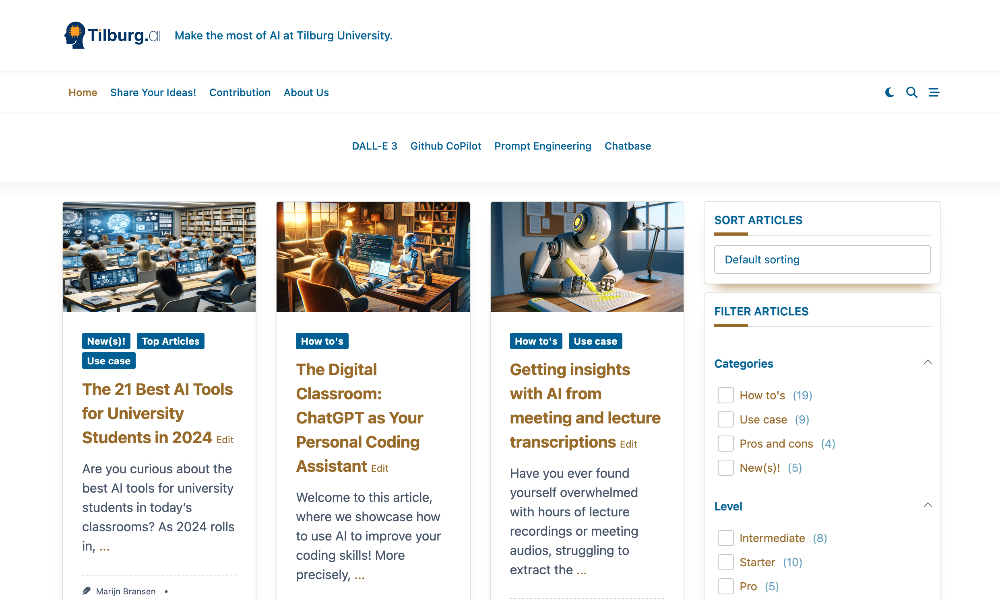 Tilburg.ai
Make the most of AI at Tilburg University.
Home Share Your Ideas! Contribution About Us
DALL-E 3 Github CoPilot Prompt Engineering Chatbase
New(s)! Top Articles
Use case
The 21 Best AI Tools
for University
Students in 2024 Edit
Are you curious about the
best AI tools for university
students in today’s
classrooms? As 2024 rolls
in, ...
Marijn Bransen •
How to's
The Digital
Classroom:
ChatGPT as Your
Personal Coding
Assistant Edit
Welcome to this article,
where we showcase how
to use AI to improve your
coding skills! More
precisely, ...
How to's Use case
Getting insights
with AI from
meeting and lecture
transcriptions Edit
Have you ever found
yourself overwhelmed
with hours of lecture
recordings or meeting
audios, struggling to
extract the ...
SORT ARTICLES
Default sorting
FILTER ARTICLES
Categories
How to's (19)
Use case (9)
Pros and cons (4)
New(s)! (5)
Level
Intermediate (8)
Starter (10)
Pro (5)